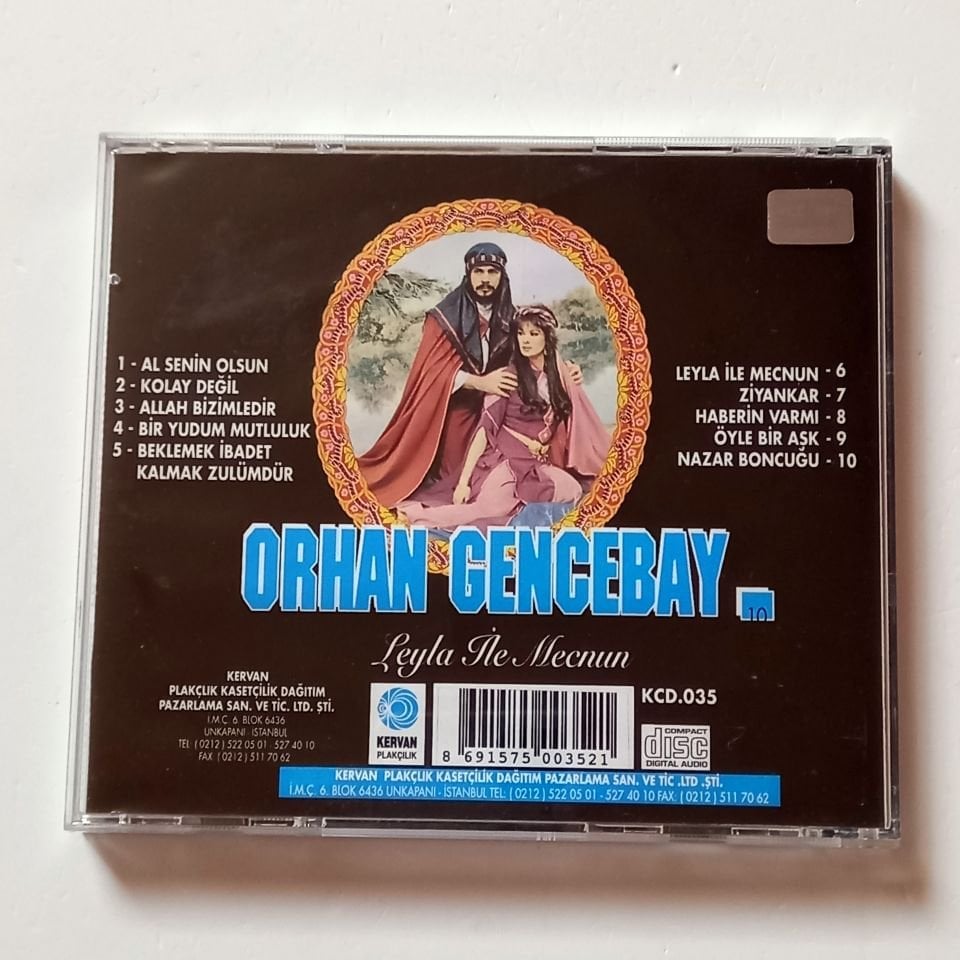 1 - AL SENİN OLSUN
2 - KOLAY DEĞİL
3 - ALLAH BİZİMLEDİR
4 - BİR YUDUM MUTLULUK
5 - BEKLEMEK İBADET
KALMAK ZULÜMDÜR
LEYLA İLE MECNUN - 6
ZİYANKAR - 7
HABERİN VARMI - 8
ÖYLE BİR AŞK - 9
NAZAR BONCUĞU - 10
ORHAN GENCEBAY
10
Leyla İle Mecnun
KERVAN
PLAKÇLIK KASETÇİLİK DAĞITIM
PAZARLAMA SAN. VE TİC. LTD. ŞTİ.
İ.M.Ç. 6. BLOK 6436
UNKAPANI - İSTANBUL
TEL: ( 0212 ) 522 05 01 - 527 40 10
FAX: ( 0212 ) 511 70 62
KERVAN
PLAKÇILIK
8 691575 003521
KCD.035
COMPACT
disc
DIGITAL AUDIO
KERVAN PLAKÇLIK KASETÇİLİK DAĞITIM PAZARLAMA SAN. VE TİC .LTD .ŞTİ.
İ.M.Ç. 6. BLOK 6436 UNKAPANI - İSTANBUL TEL: ( 0212 ) 522 05 01 - 527 40 10 FAX: ( 0212 ) 511 70 62